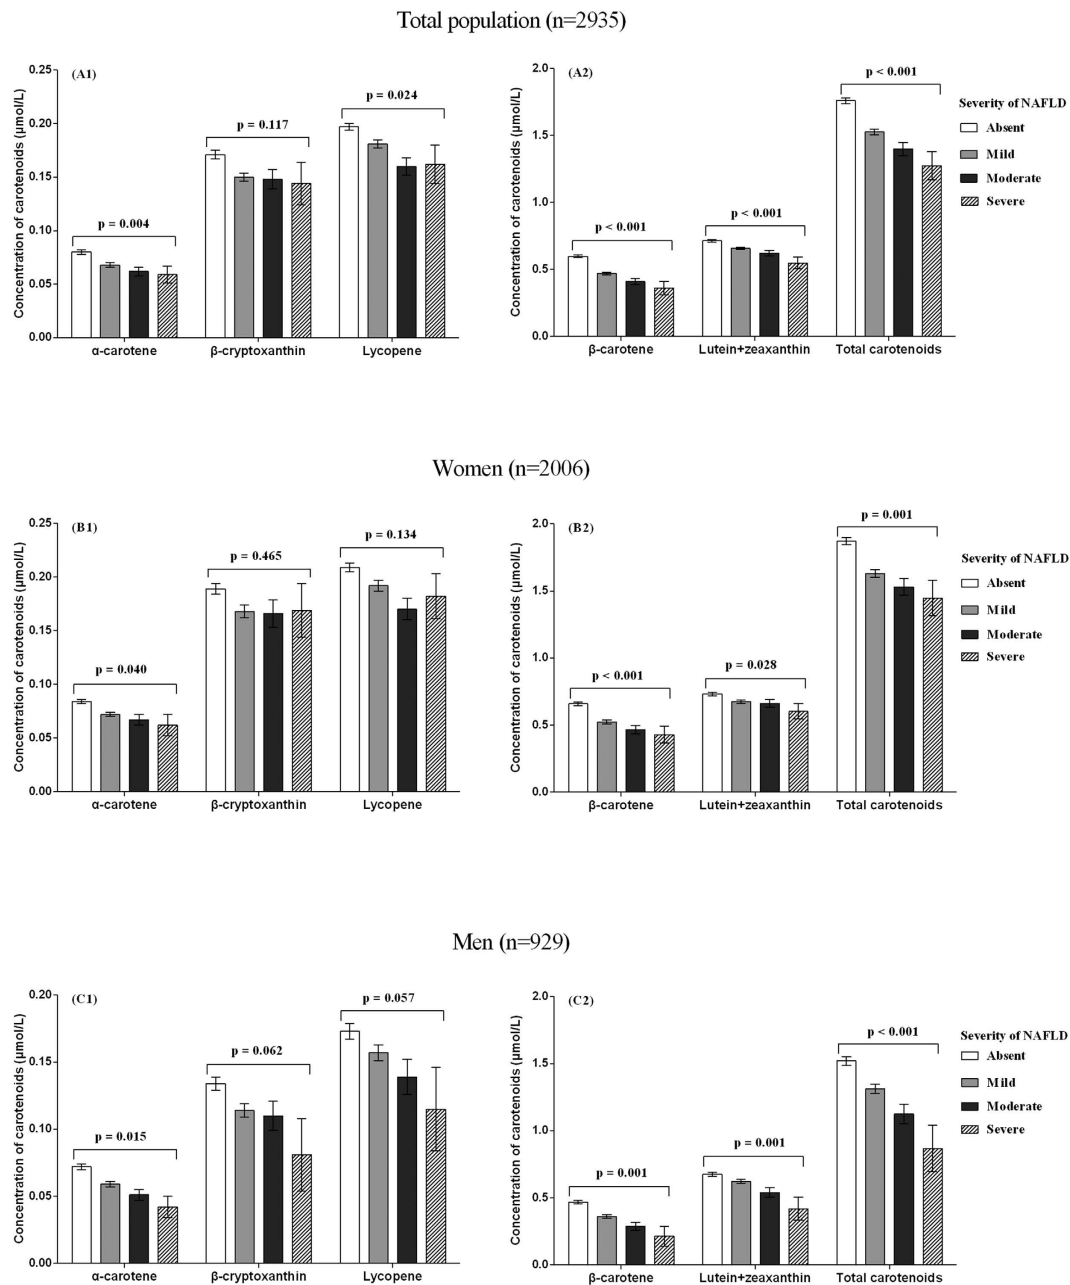 Total population (n=2935)
(A1)
Concentration of carotenoids (μmol/L)
0.25
0.20
0.15
0.10
0.05
0.00
p = 0.004
p = 0.117
p = 0.024
α-carotene
β-cryptoxanthin
Lycopene
(A2)
Concentration of carotenoids (μmol/L)
2.0
1.5
1.0
0.5
0.0
p < 0.001
p < 0.001
p < 0.001
β-carotene
Lutein+zeaxanthin
Total carotenoids
Severity of NAFLD
Absent
Mild
Moderate
Severe
Women (n=2006)
(B1)
Concentration of carotenoids (μmol/L)
0.25
0.20
0.15
0.10
0.05
0.00
p = 0.040
p = 0.465
p = 0.134
α-carotene
β-cryptoxanthin
Lycopene
(B2)
Concentration of carotenoids (μmol/L)
2.0
1.5
1.0
0.5
0.0
p < 0.001
p = 0.028
p = 0.001
β-carotene
Lutein+zeaxanthin
Total carotenoids
Severity of NAFLD
Absent
Mild
Moderate
Severe
Men (n=929)
(C1)
Concentration of carotenoids (μmol/L)
0.20
0.15
0.10
0.05
0.00
p = 0.015
p = 0.062
p = 0.057
α-carotene
β-cryptoxanthin
Lycopene
(C2)
Concentration of carotenoids (μmol/L)
2.0
1.5
1.0
0.5
0.0
p = 0.001
p = 0.001
p < 0.001
β-carotene
Lutein+zeaxanthin
Total carotenoids
Severity of NAFLD
Absent
Mild
Moderate
Severe